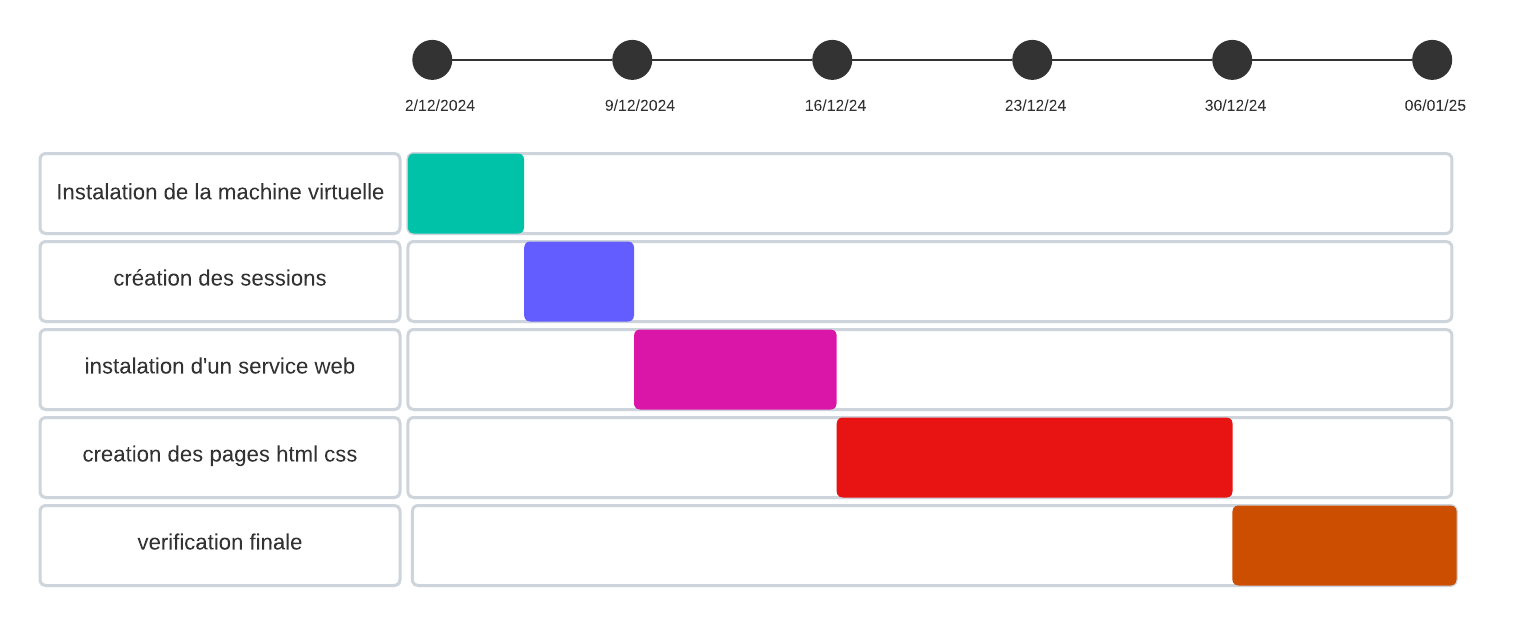 2/12/2024
9/12/2024
16/12/24
23/12/24
30/12/24
06/01/25
Instalation de la machine virtuelle
création des sessions
instalation d'un service web
creation des pages html css
verification finale